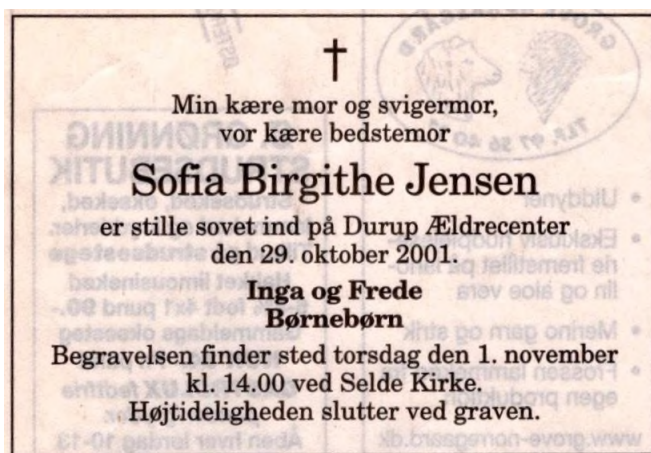 Min kære mor og svigermor,
vor kære bedstemor
Sofia Birgithe Jensen
er stille sovet ind på Durup Ældrecenter
den 29. oktober 2001.
Inga og Frede
Børnebørn
Begravelsen finder sted torsdag den 1. november
kl. 14.00 ved Selde Kirke.
Højtideligheden slutter ved graven.